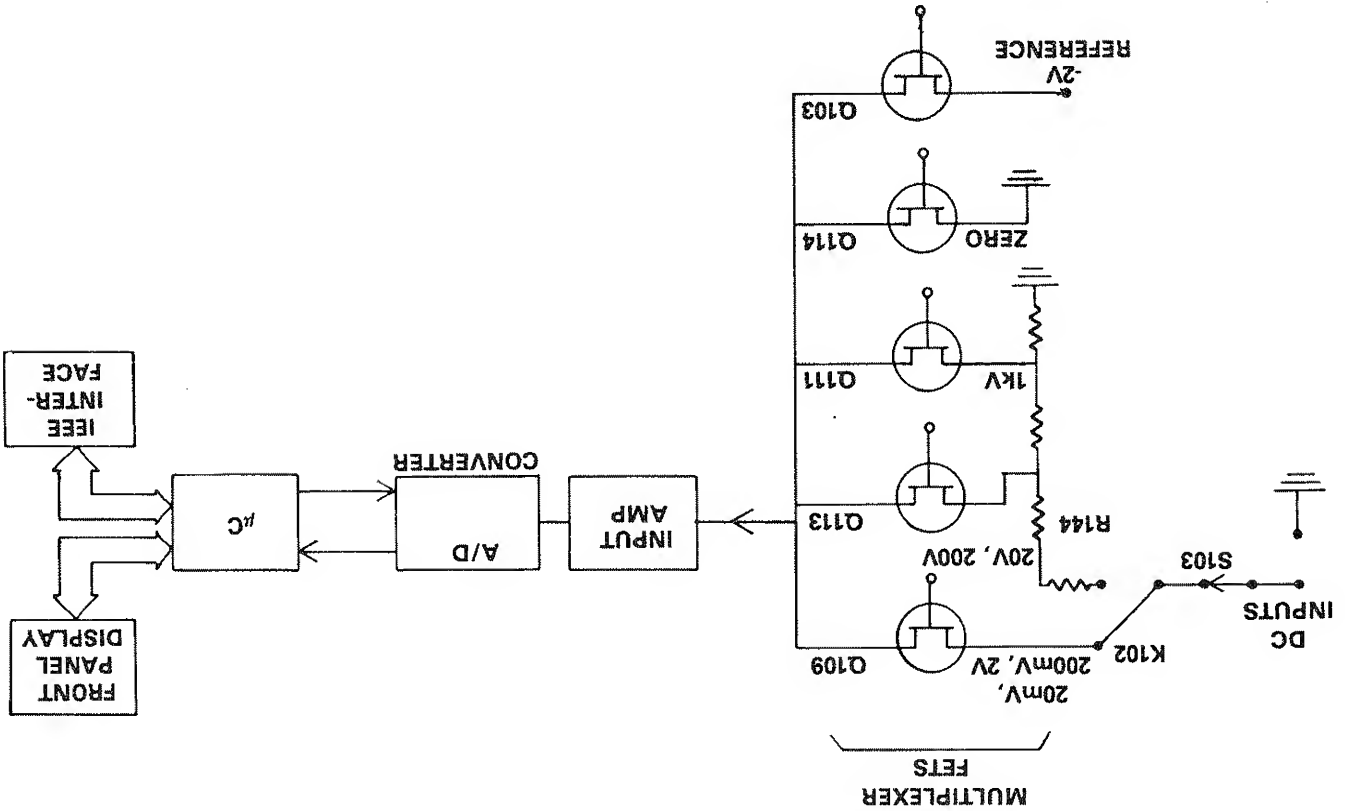 MULTIPLEXER
FETS
20mV,
200mV, 2V
K102
Q109
DC
INPUTS
S103
20V, 200V
R144
Q113
1kV
Q111
ZERO
Q114
-2V
REFERENCE
Q103
INPUT
AMP
A/D
CONVERTER
µC
FRONT
PANEL
DISPLAY
IEEE
INTER-
FACE